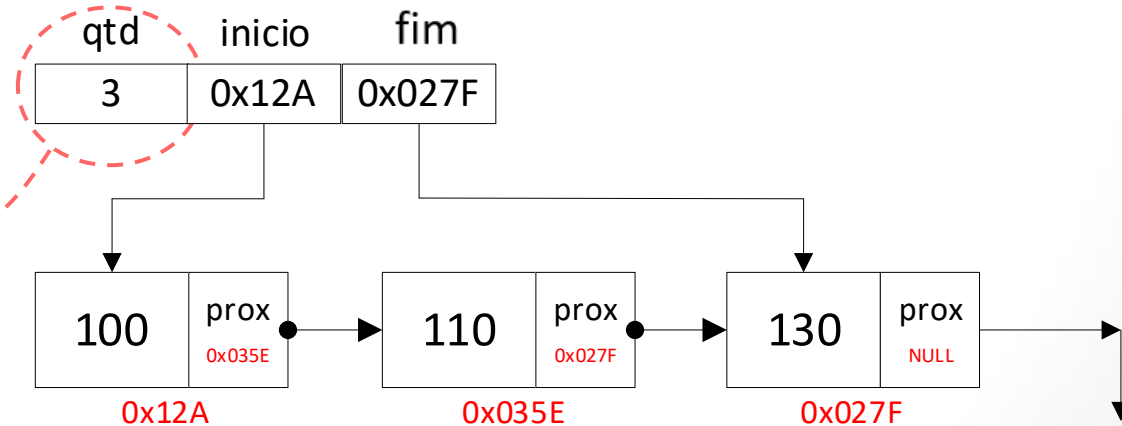 qtd inicio fim
3 0x12A 0x027F
100 prox 110 prox 130 prox
0x035E 0x027F NULL
0x12A 0x035E 0x027F